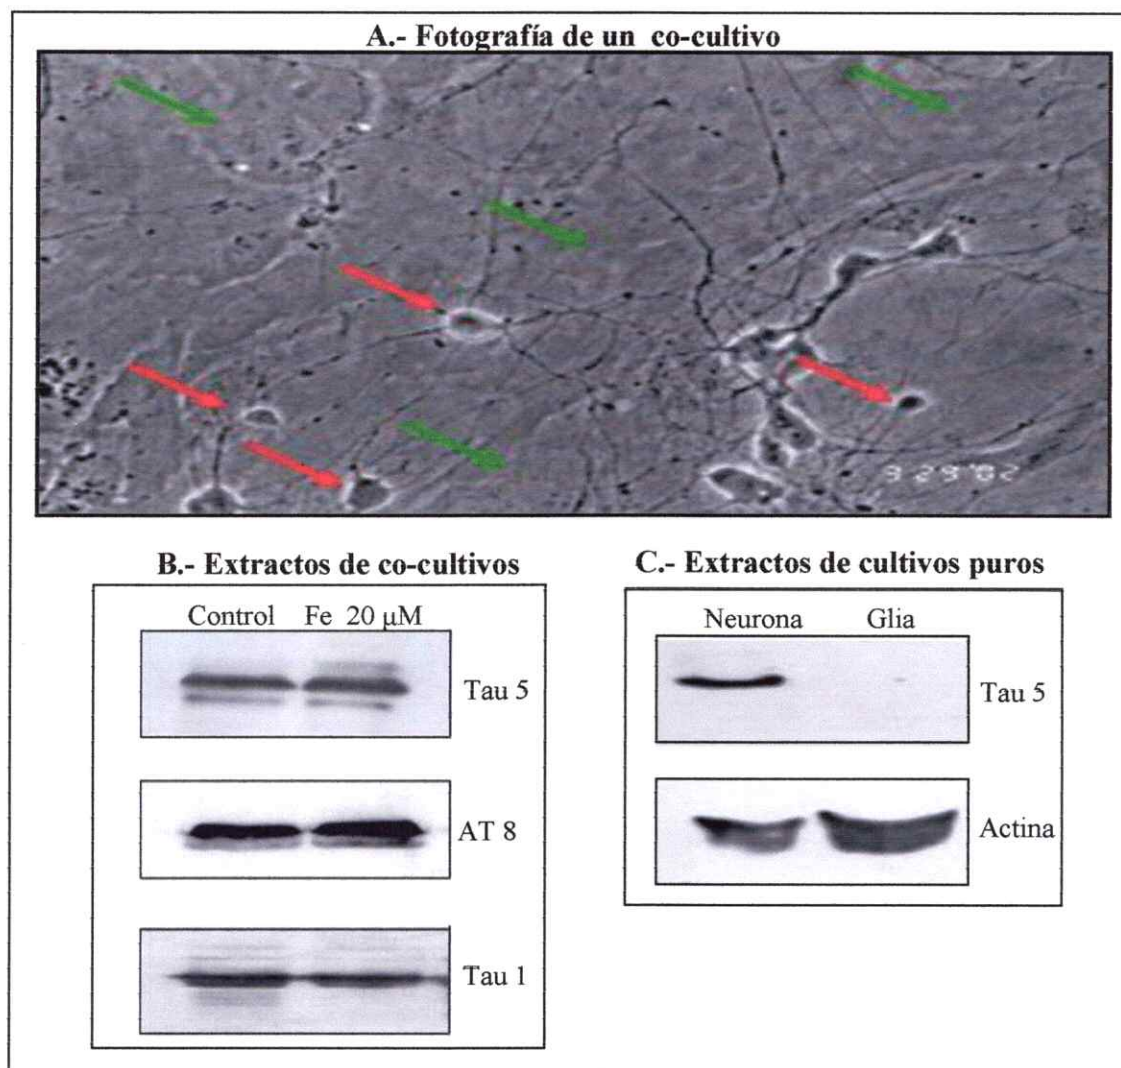 A.- Fotografía de un co-cultivo
3 29 '02
B.- Extractos de co-cultivos
Control Fe 20 µM
Tau 5
AT 8
Tau 1
C.- Extractos de cultivos puros
Neurona Glia
Tau 5
Actina